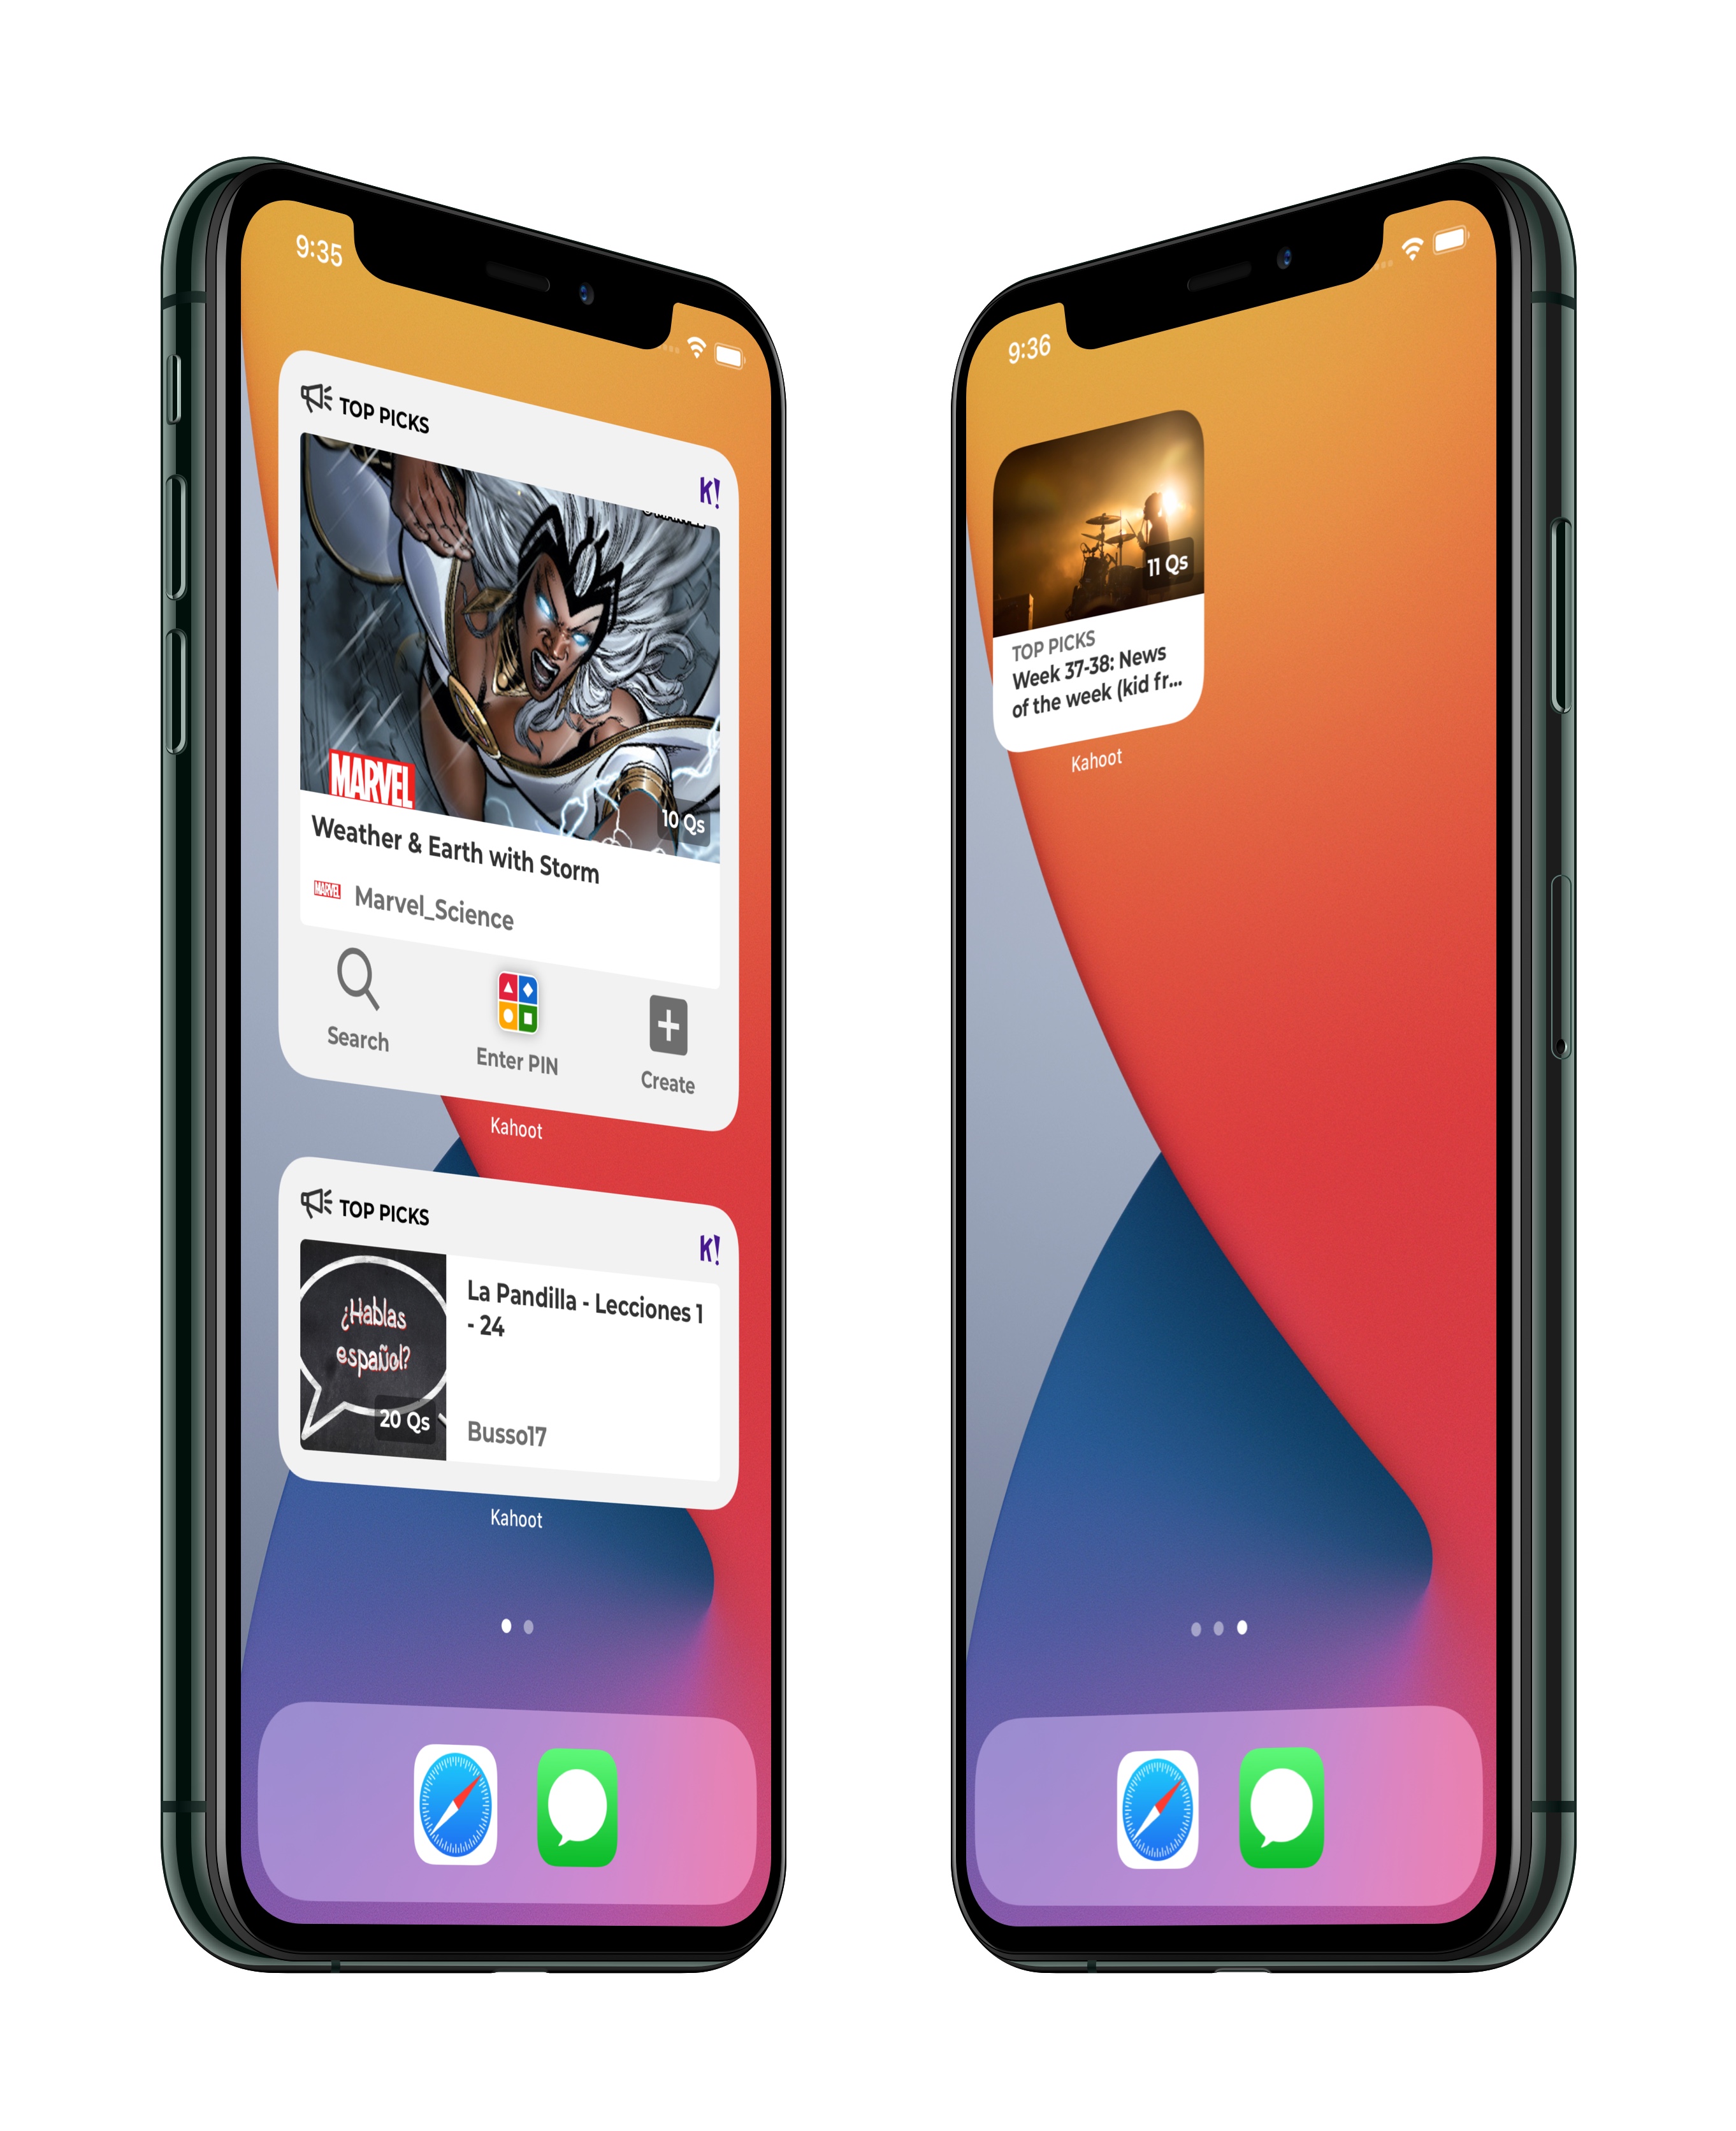 9:35
TOP PICKS
K!
MARVEL
10 Qs
Weather & Earth with Storm
MARVEL
Marvel_Science
Search
Enter PIN
Create
Kahoot
TOP PICKS
K!
¿Hablas
español?
20 Qs
La Pandilla - Lecciones 1
- 24
Busso17
Kahoot
9:36
11 Qs
TOP PICKS
Week 37-38: News
of the week (kid fr...
Kahoot